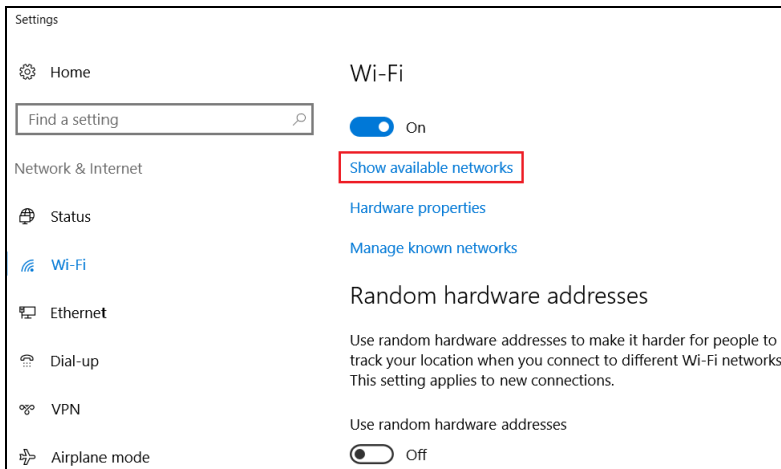 Settings
Home
Find a setting
Network & Internet
Status
Wi-Fi
Ethernet
Dial-up
VPN
Airplane mode
Wi-Fi
On
Show available networks
Hardware properties
Manage known networks
Random hardware addresses
Use random hardware addresses to make it harder for people to
track your location when you connect to different Wi-Fi networks
This setting applies to new connections.
Use random hardware addresses
Off